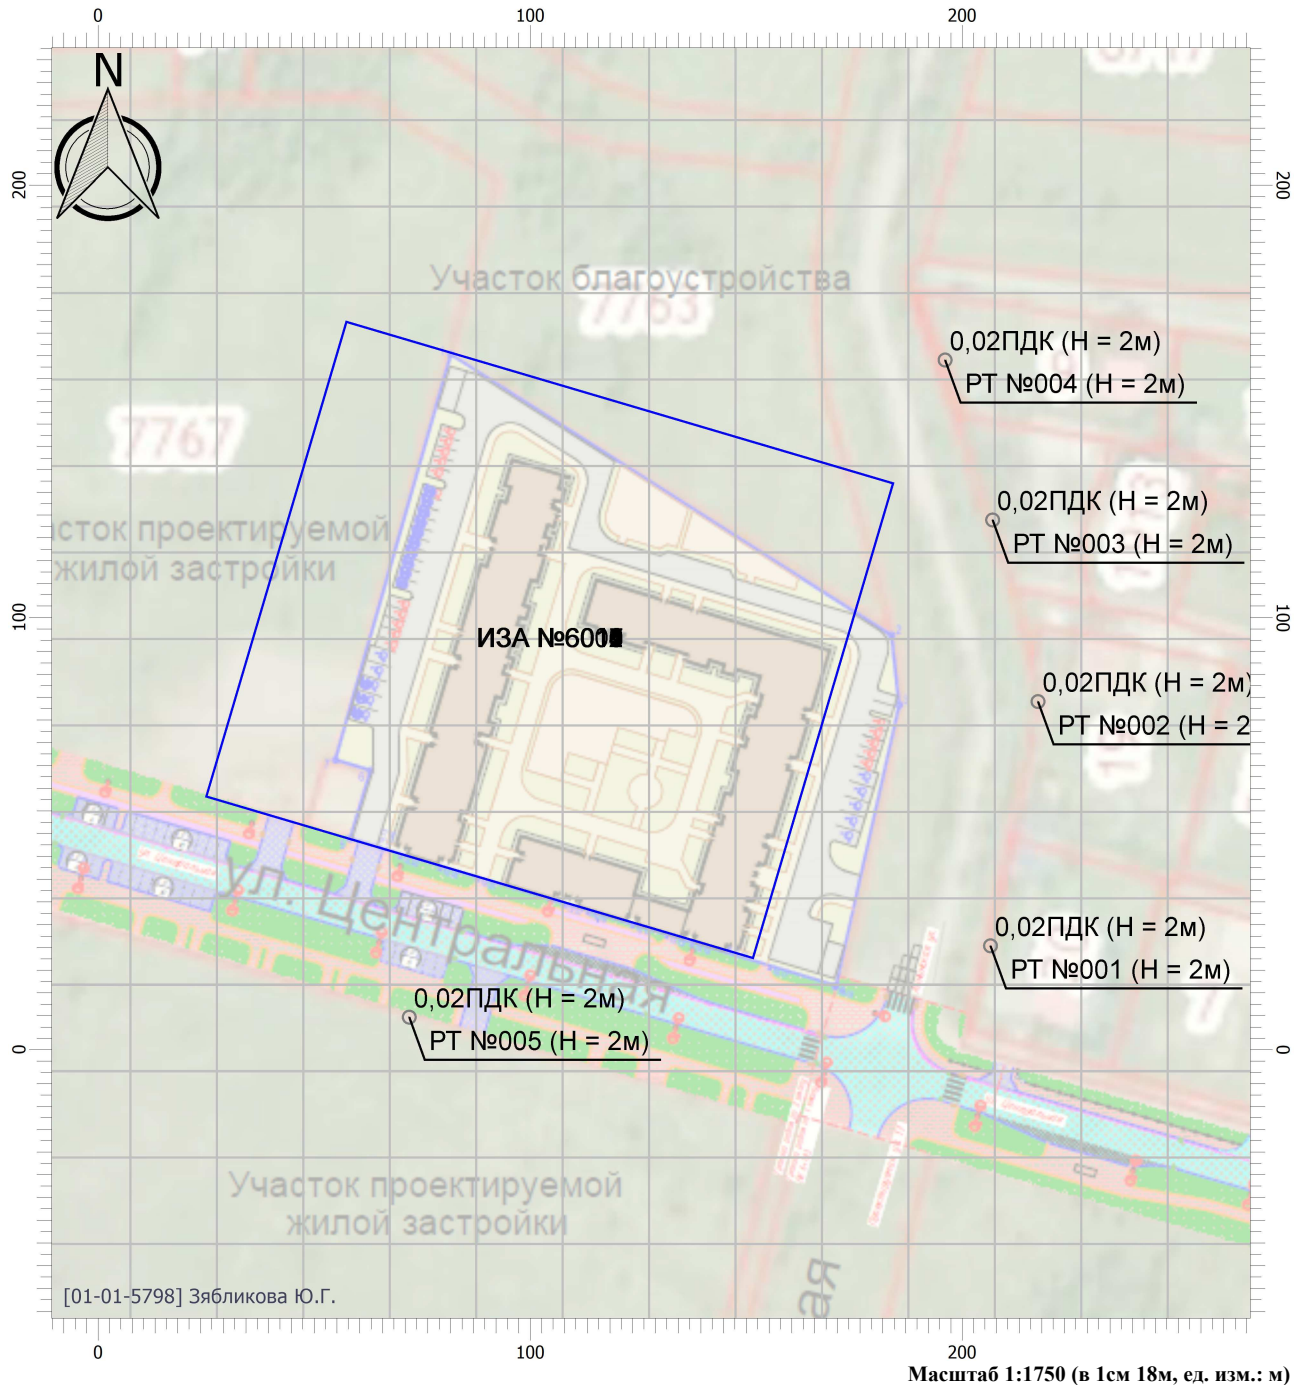 0 100 200
N
200 200
Участок благоустройства
7763
0,02ПДК (Н = 2м)
РТ №004 (Н = 2м)
7767
0,02ПДК (Н = 2м)
РТ №003 (Н = 2м)
сток проектируемой
жилой застройки
100 100
0,02ПДК (Н = 2м)
РТ №002 (Н = 2
0,02ПДК (Н = 2м)
РТ №001 (Н = 2м)
ул. Центральная
0,02ПДК (Н = 2м)
РТ №005 (Н = 2м)
0 0
Участок проектируемой
жилой застройки
ая
[01-01-5798] Зябликова Ю.Г.
0 100 200
Масштаб 1:1750 (в 1см 18м, ед. изм.: м)